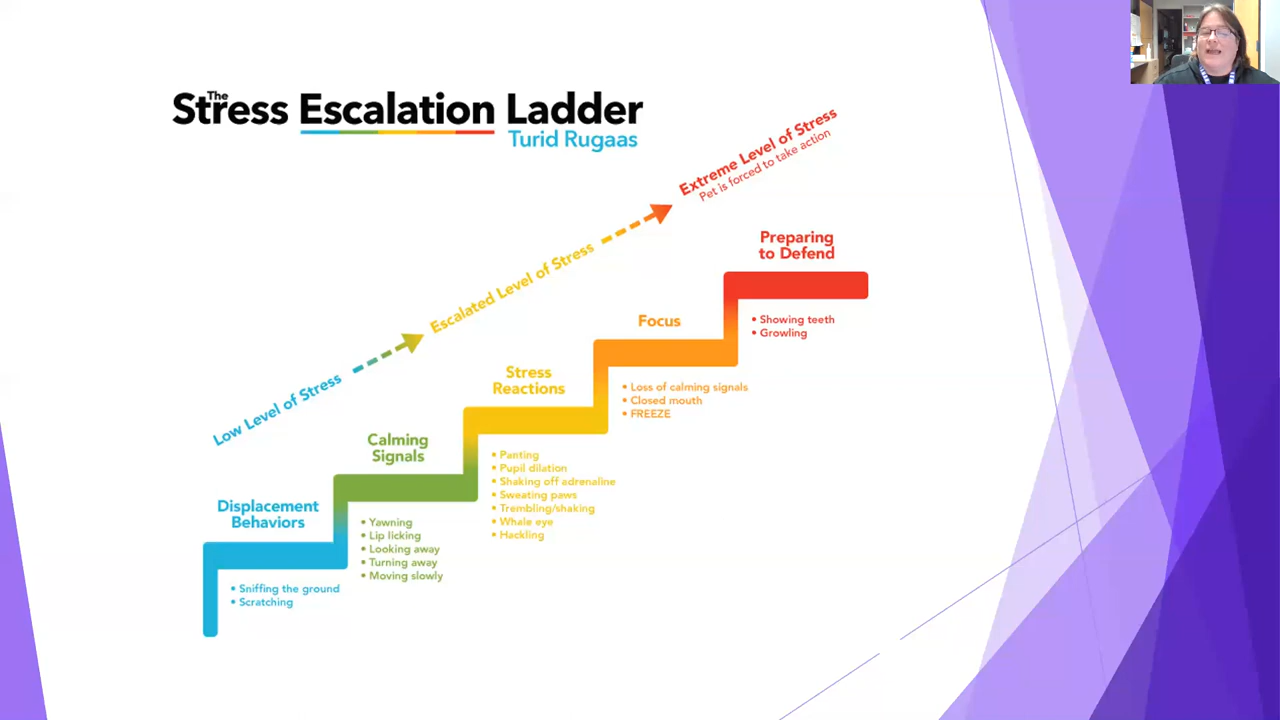 The
Stress Escalation Ladder
Turid Rugaas
Low Level of Stress
Escalated Level of Stress
Extreme Level of Stress
Pet is forced to take action
Displacement
Behaviors
• Sniffing the ground
• Scratching
Calming
Signals
• Yawning
• Lip licking
• Looking away
• Turning away
• Moving slowly
Stress
Reactions
• Panting
• Pupil dilation
• Shaking off adrenaline
• Sweating paws
• Trembling/shaking
• Whale eye
• Hackling
Focus
• Loss of calming signals
• Closed mouth
• FREEZE
Preparing
to Defend
• Showing teeth
• Growling